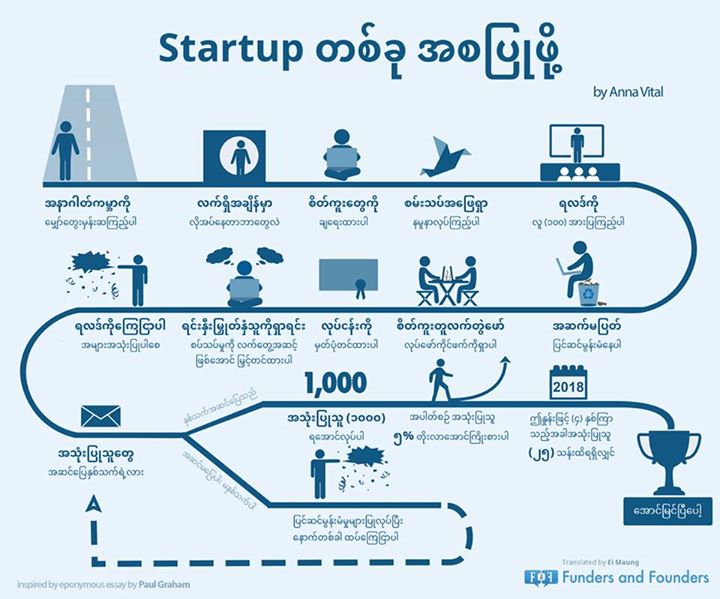 Startup တစ်ခု အစပြုဖို့
by Anna Vital
အနာဂါတ်ကမ္ဘာကို
မျှော်တွေးမှန်းဆကြည့်ပါ
လက်ရှိအချိန်မှာ
လိုအပ်နေတာဘာတွေလဲ
စိတ်ကူးတွေကို
ချရေးထားပါ
စမ်းသပ်အဖြေရှာ
နမူနာလုပ်ကြည့်ပါ
ရလဒ်ကို
လူ (၁၀၀) အားပြကြည့်ပါ
ရလဒ်ကိုကြေငြာပါ
အများအသုံးပြုပါစေ
ရင်းနှီးမြှုတ်နှံသူကိုရှာရင်း
စပ်သပ်မှုကို လက်တွေ့အဆင့်
ဖြစ်အောင် မြှင့်တင်ထားပါ
လုပ်ငန်းကို
မှတ်ပုံတင်ထားပါ
စိတ်ကူးတူလက်တွဲဖော်
လုပ်ဖော်ကိုင်ဖက်ကိုရှာပါ
အဆက်မပြတ်
ပြင်ဆင်မွမ်းမံနေပါ
အသုံးပြုသူတွေ
အဆင်ပြေနှစ်သက်ရဲ့လား
နှစ်သက်အဆင်ပြေသည်
1,000
အသုံးပြုသူ (၁၀၀၀)
ရအောင်လုပ်ပါ
အပါတ်စဉ် အသုံးပြုသူ
၅% တိုးလာအောင်ကြိုးစားပါ
2018
ဤနှုန်းဖြင့် (၄) နှစ်ကြာ
သည့်အခါအသုံးပြုသူ
(၂၅) သန်းထိရရှိလျှင်
အောင်မြင်ပြီပေါ့
အဆင်မပြေပါ၊ မနှစ်သက်ပါ
ပြင်ဆင်မွမ်းမံမှုများပြုလုပ်ပြီး
နောက်တစ်ခါ ထပ်ကြေငြာပါ
inspired by eponymous essay by Paul Graham
Translated by Ei Maung
FOF Funders and Founders